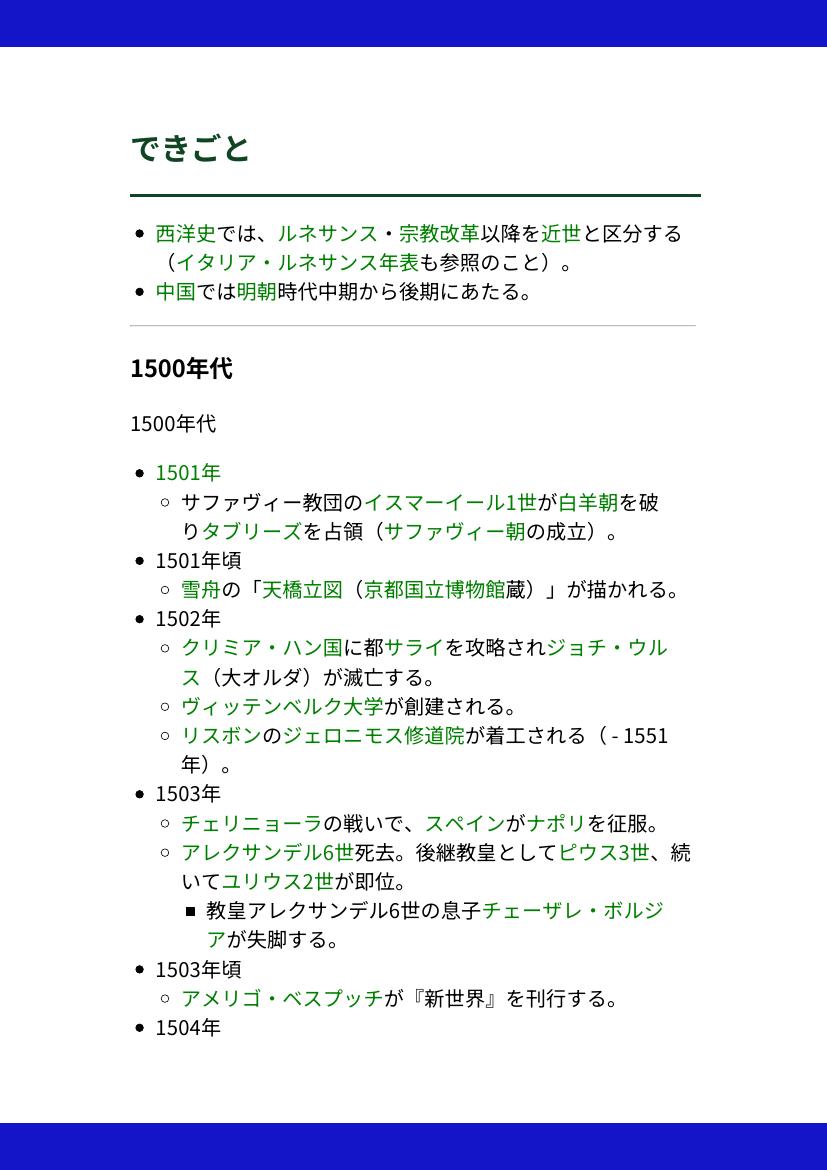 できごと
西洋史では、ルネサンス・宗教改革以降を近世と区分する
（イタリア・ルネサンス年表も参照のこと）。
中国では明朝時代中期から後期にあたる。
1500年代
1500年代
1501年
サファヴィー教団のイスマーイール1世が白羊朝を破
りタブリーズを占領（サファヴィー朝の成立）。
1501年頃
雪舟の「天橋立図（京都国立博物館蔵）」が描かれる。
1502年
クリミア・ハン国に都サライを攻略されジョチ・ウル
ス（大オルダ）が滅亡する。
ヴィッテンベルク大学が創建される。
リスボンのジェロニモス修道院が着工される（ - 1551
年）。
1503年
チェリニョーラの戦いで、スペインがナポリを征服。
アレクサンデル6世死去。後継教皇としてピウス3世、続
いてユリウス2世が即位。
教皇アレクサンデル6世の息子チェーザレ・ボルジ
アが失脚する。
1503年頃
アメリゴ・ベスプッチが『新世界』を刊行する。
1504年